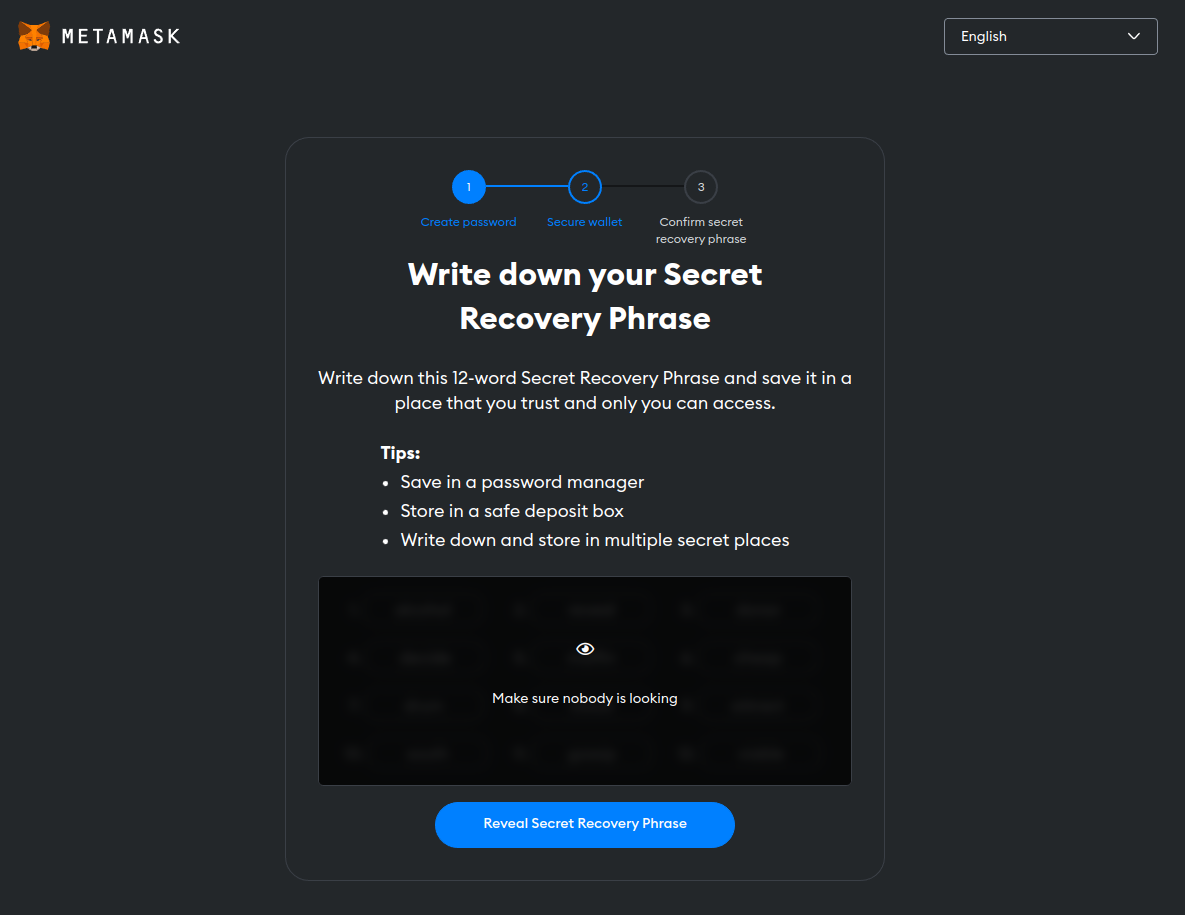 METAMASK
English
1
2
3
Create password
Secure wallet
Confirm secret
recovery phrase
Write down your Secret
Recovery Phrase
Write down this 12-word Secret Recovery Phrase and save it in a
place that you trust and only you can access.
Tips:
• Save in a password manager
• Store in a safe deposit box
• Write down and store in multiple secret places
Make sure nobody is looking
Reveal Secret Recovery Phrase